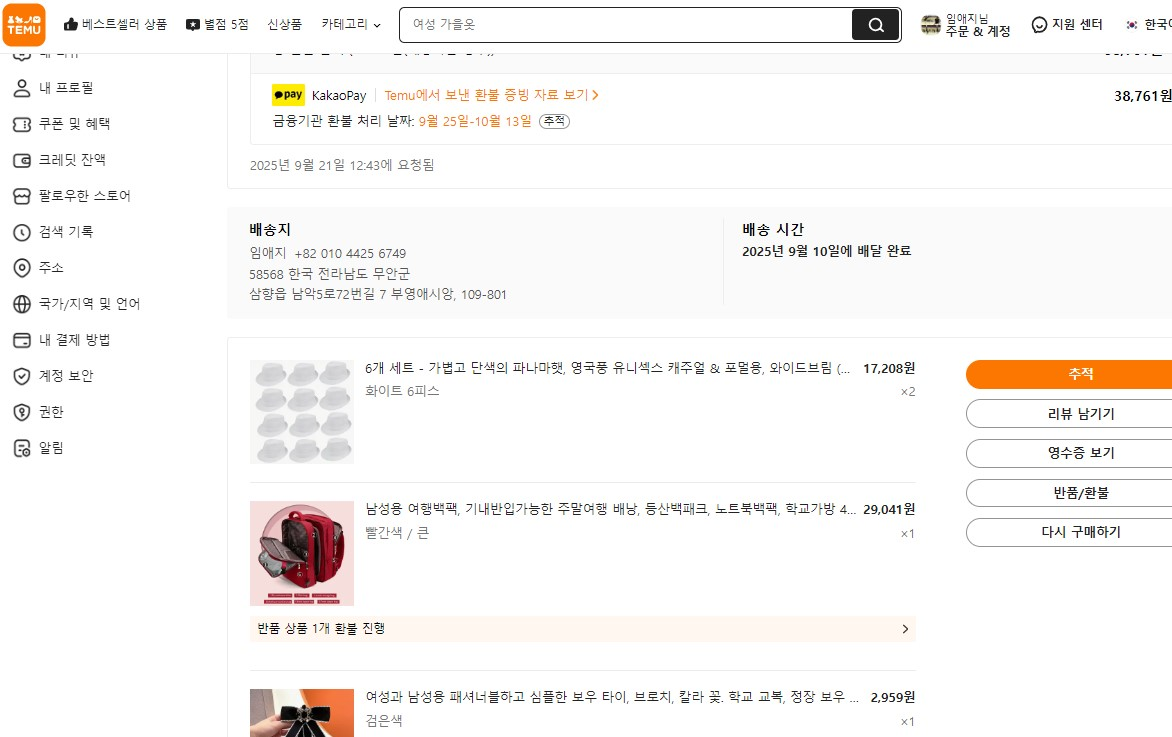 TEMU
베스트셀러 상품
별점 5점
신상품
카테고리
여성 가을옷
임애지님
주문 & 계정
지원 센터
내 프로필
쿠폰 및 혜택
크레딧 잔액
팔로우한 스토어
검색 기록
주소
국가/지역 및 언어
내 결제 방법
계정 보안
권한
알림
pay KakaoPay Temu에서 보낸 환불 증빙 자료 보기 38,761원
금융기관 환불 처리 날짜: 9월 25일-10월 13일 추적
2025년 9월 21일 12:43에 요청됨
배송지
임애지 +82 010 4425 6749
58568 한국 전라남도 무안군
삼향읍 남악5로72번길 7 부영애시앙, 109-801
배송 시간
2025년 9월 10일에 배달 완료
6개 세트 - 가볍고 단색의 파나마햇, 영국풍 유니섹스 캐주얼 & 포멀용, 와이드브림 (... 17,208원
화이트 6피스 ×2
남성용 여행백팩, 기내반입가능한 주말여행 배낭, 등산백패크, 노트북백팩, 학교가방 4... 29,041원
빨간색 / 큰 ×1
반품 상품 1개 환불 진행
여성과 남성용 패셔너블하고 심플한 보우 타이, 브로치, 칼라 꽃. 학교 교복, 정장 보우 ... 2,959원
검은색 ×1
추적
리뷰 남기기
영수증 보기
반품/환불
다시 구매하기